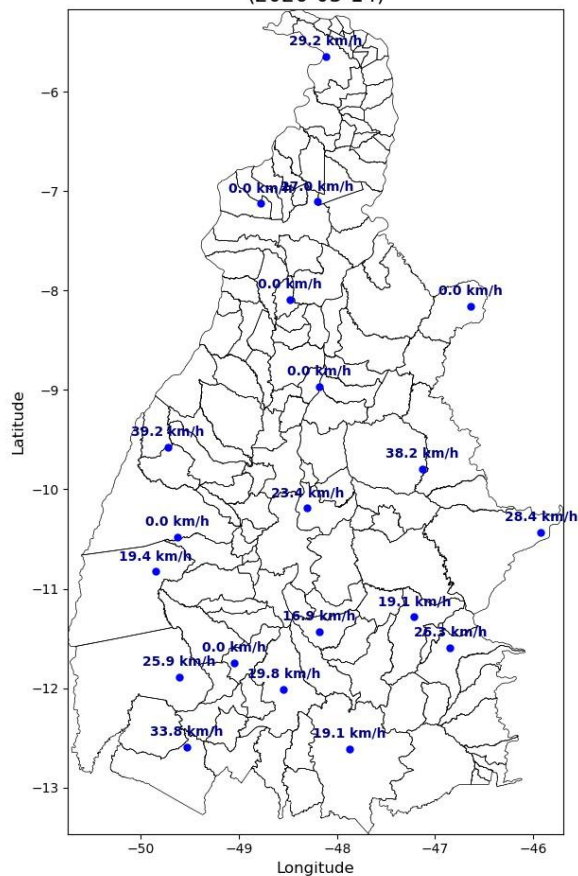 29.2 km/h
−6
0.0 km/h
−7
0.0 km/h
0.0 km/h
−8
0.0 km/h
−9
39.2 km/h
38.2 km/h
Latitude
−10
23.4 km/h
0.0 km/h
28.4 km/h
19.4 km/h
−11
19.1 km/h
16.9 km/h
26.3 km/h
0.0 km/h
25.9 km/h
km/h
−12
33.8 km/h
19.1 km/h
−13
−50 −49 −48 −47 −46
Longitude